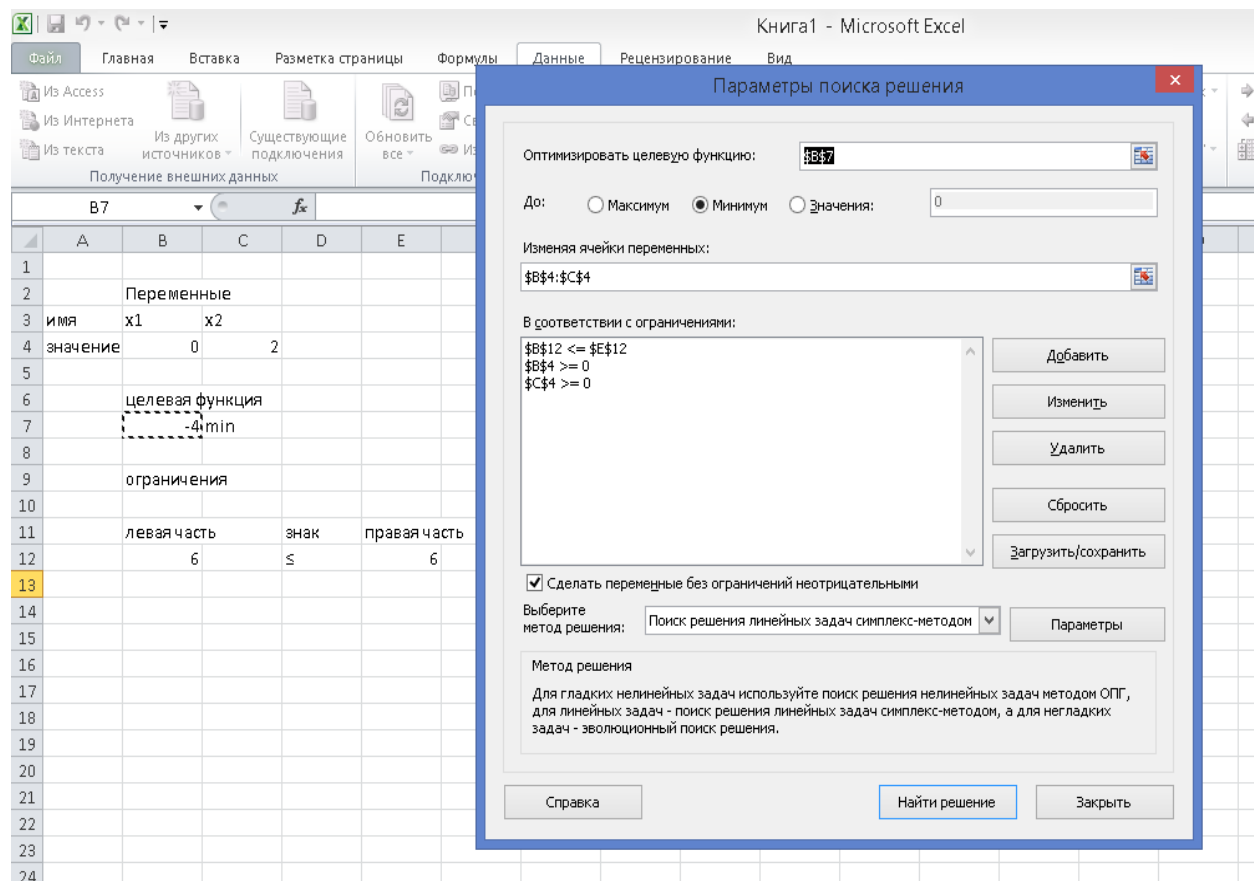 Книга1 - Microsoft Excel
Файл Главная Вставка Разметка страницы Формулы Данные Рецензирование Вид
Из Access
Из Интернета
Из текста
Из других источников
Существующие подключения
Обновить все
Получение внешних данных
B7 fx
A B C D E
1
2 Переменные
3 имя x1 x2
4 значение 0 2
5
6 целевая функция
7 -4 min
8
9 ограничения
10
11 левая часть знак правая часть
12 6 ≤ 6
13
14
15
16
17
18
19
20
21
22
23
24
Параметры поиска решения
Оптимизировать целевую функцию: $B$7
До: Максимум Минимум Значения: 0
Изменяя ячейки переменных:
$B$4:$C$4
В соответствии с ограничениями:
$B$12 <= $E$12
$B$4 >= 0
$C$4 >= 0
Добавить
Изменить
Удалить
Сбросить
Загрузить/сохранить
Сделать переменные без ограничений неотрицательными
Выберите
метод решения:
Поиск решения линейных задач симплекс-методом
Параметры
Метод решения
Для гладких нелинейных задач используйте поиск решения нелинейных задач методом ОПГ,
для линейных задач - поиск решения линейных задач симплекс-методом, а для негладких
задач - эволюционный поиск решения.
Справка Найти решение Закрыть